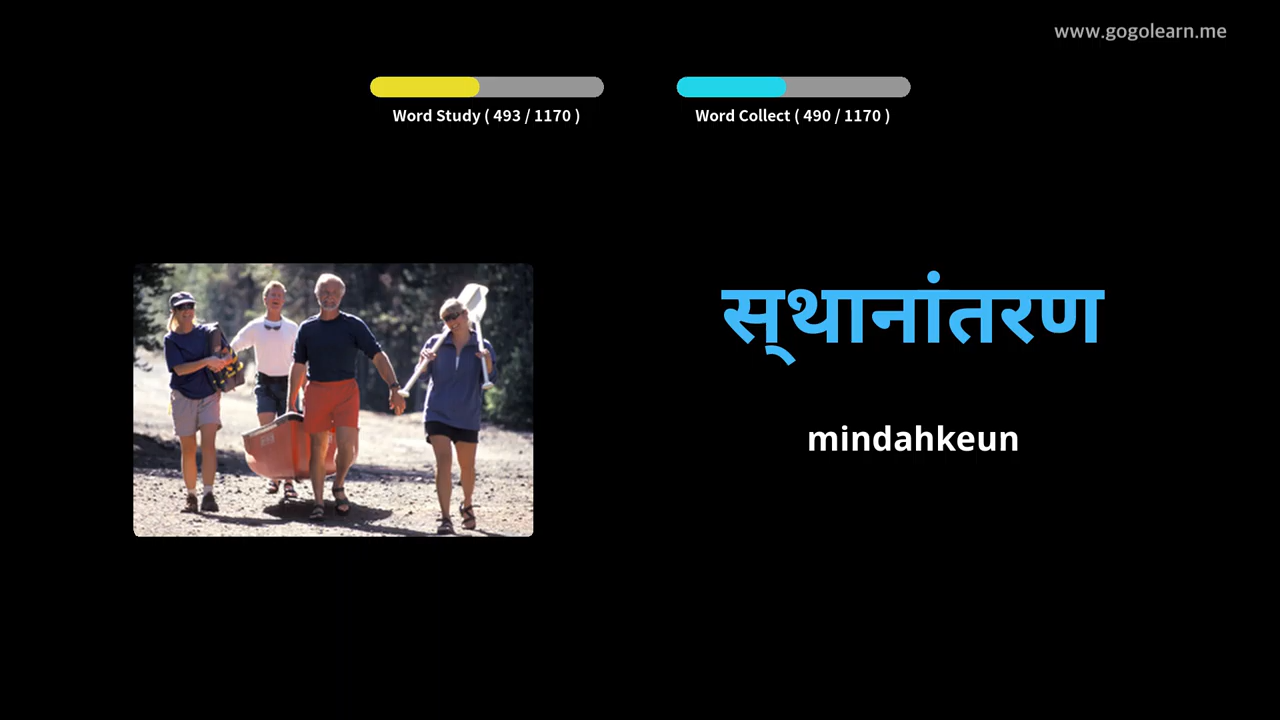 www.gogolearn.me
Word Study ( 493 / 1170 )
Word Collect ( 490 / 1170 )
स्‌थानांतरण
mindahkeun